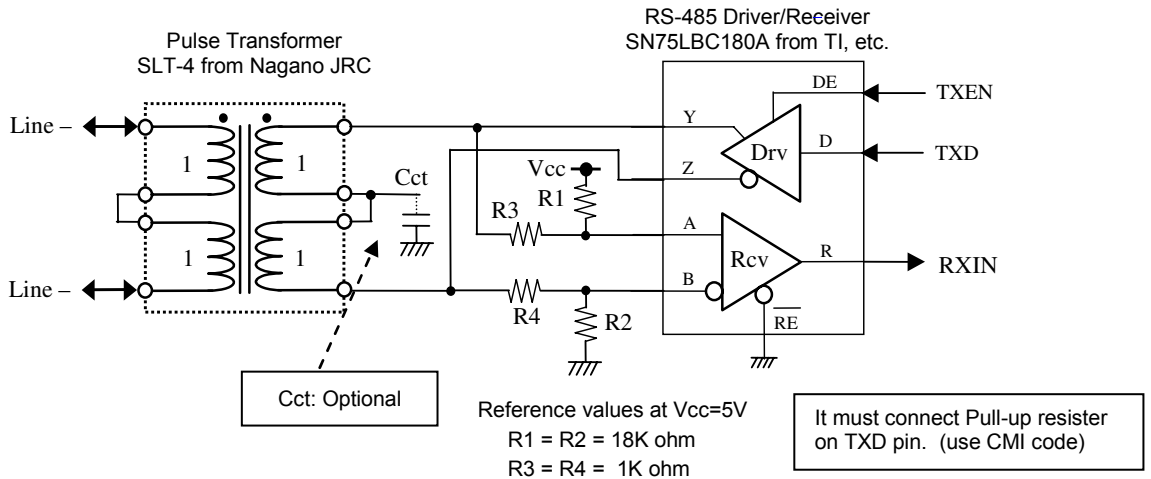 RS-485 Driver/Receiver
SN75LBC180A from TI, etc.
Pulse Transformer
SLT-4 from Nagano JRC
DE
TXEN
Line –
Y
1
1
Drv
D
TXD
Vcc
Z
Cct
R1
R3
A
1
1
Rcv
R
RXIN
Line –
B
R4
R2
RE
Cct: Optional
Reference values at Vcc=5V
R1 = R2 = 18K ohm
R3 = R4 = 1K ohm
It must connect Pull-up resister
on TXD pin. (use CMI code)